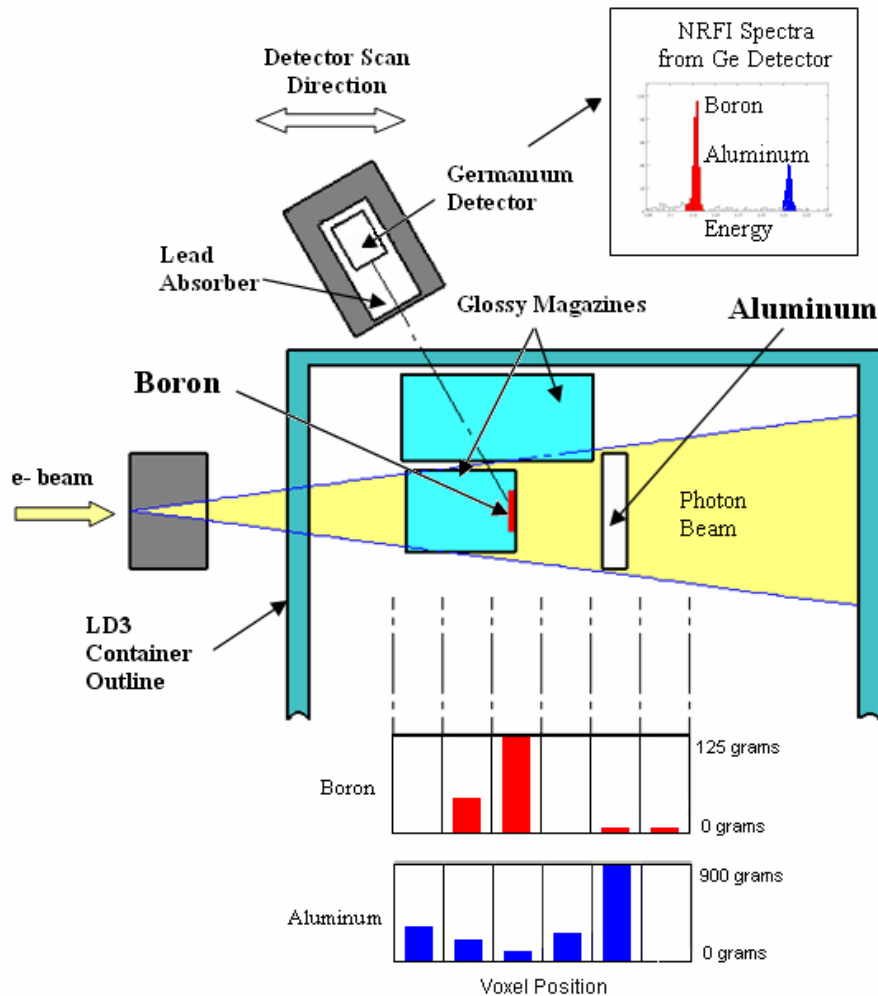 NRFI Spectra
from Ge Detector
Boron
Aluminum
Energy
Detector Scan
Direction
Germanium
Detector
Lead
Absorber
Glossy Magazines
Aluminum
Boron
e- beam
Photon
Beam
LD3
Container
Outline
125 grams
Boron
0 grams
900 grams
Aluminum
0 grams
Voxel Position